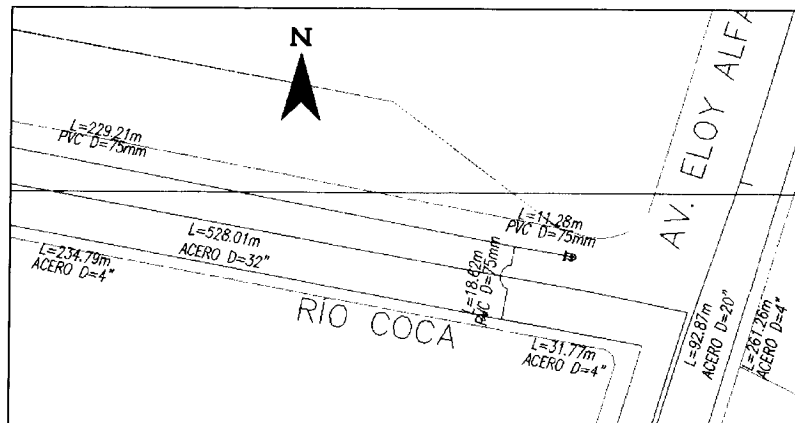 N
AV. ELOY ALFA
L=229.21m
PVC D=75mm
L=11.28m
PVC D=75mm
L=528.01m
ACERO D=32"
L=234.79m
ACERO D=4"
L=18.62m
PVC D=75mm
RIO COCA
L=31.77m
ACERO D=4"
L=92.87m
ACERO D=20"
L=261.26m
ACERO D=4"